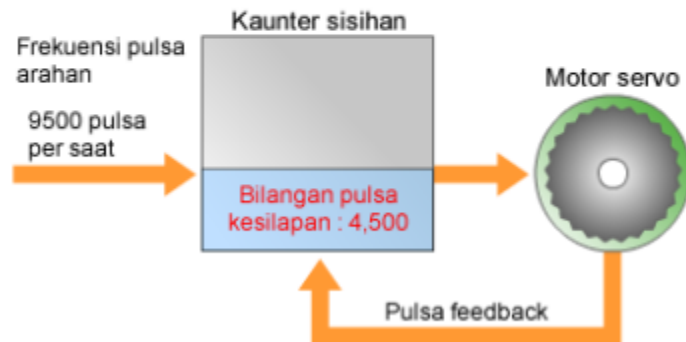 Kaunter sisihan
Frekuensi pulsa
arahan
9500 pulsa
per saat
Motor servo
Bilangan pulsa
kesilapan : 4,500
Pulsa feedback